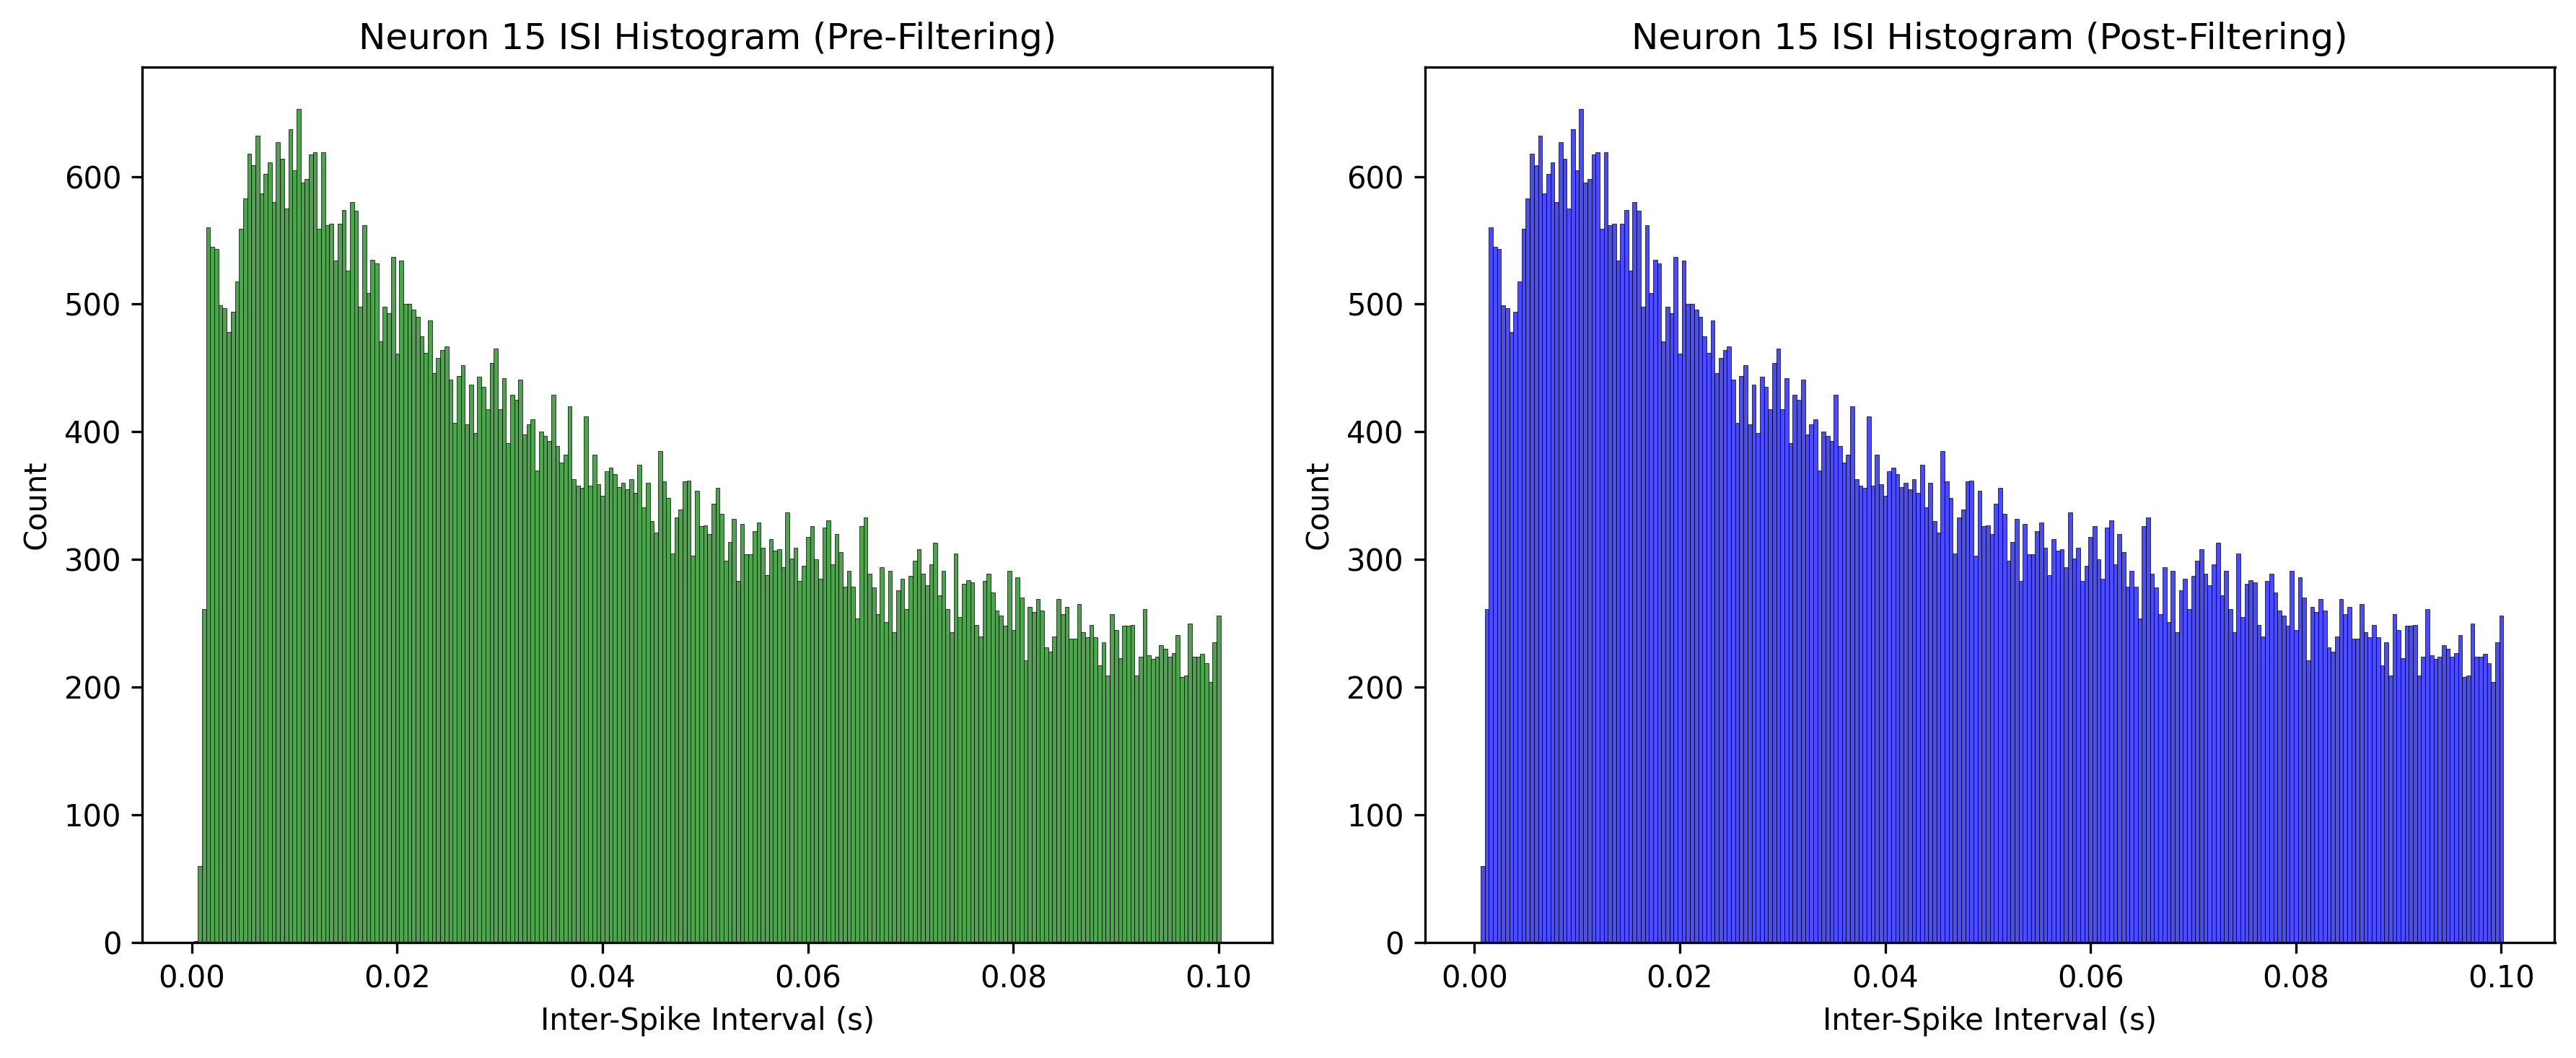 Neuron 15 ISI Histogram (Pre-Filtering)
600
500
400
300
200
100
0
Count
0.00 0.02 0.04 0.06 0.08 0.10
Inter-Spike Interval (s)
Neuron 15 ISI Histogram (Post-Filtering)
600
500
400
300
200
100
0
Count
0.00 0.02 0.04 0.06 0.08 0.10
Inter-Spike Interval (s)